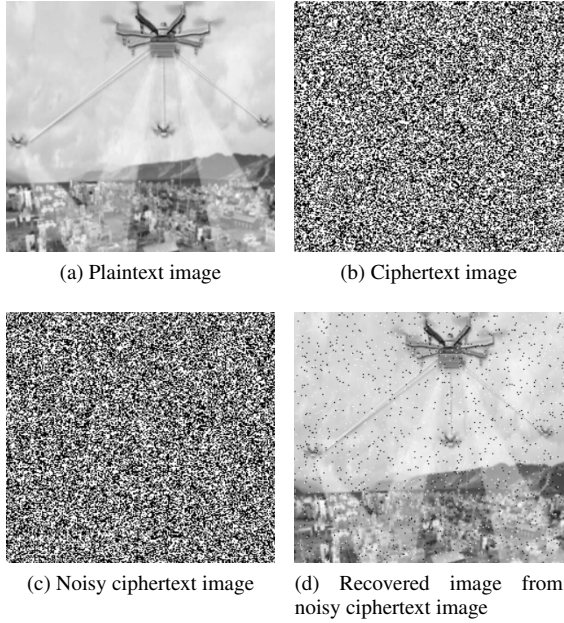 (a) Plaintext image
(b) Ciphertext image
(c) Noisy ciphertext image
(d) Recovered image from
noisy ciphertext image